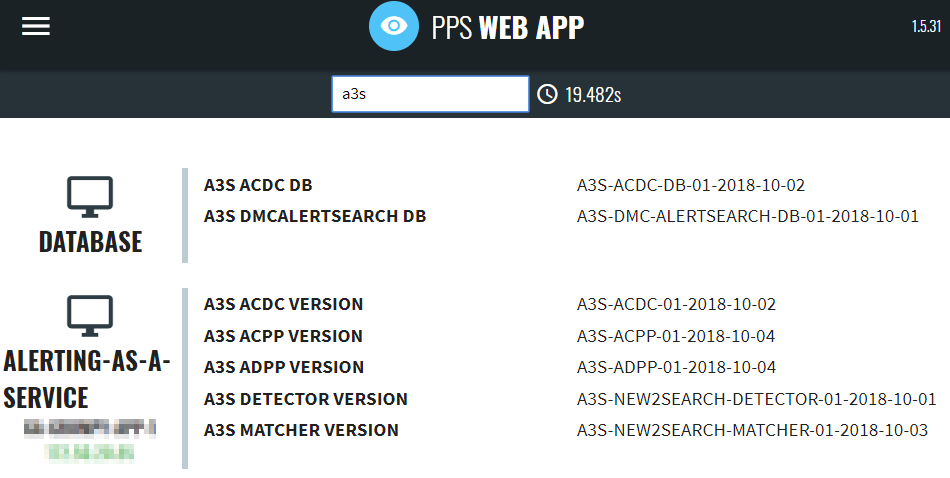 PPS WEB APP
1.5.31
a3s
19.482s
DATABASE
A3S ACDC DB A3S-ACDC-DB-01-2018-10-02
A3S DMCALERTSEARCH DB A3S-DMC-ALERTSEARCH-DB-01-2018-10-01
ALERTING-AS-A-
SERVICE
A3S ACDC VERSION A3S-ACDC-01-2018-10-02
A3S ACPP VERSION A3S-ACPP-01-2018-10-04
A3S ADPP VERSION A3S-ADPP-01-2018-10-04
A3S DETECTOR VERSION A3S-NEW2SEARCH-DETECTOR-01-2018-10-01
A3S MATCHER VERSION A3S-NEW2SEARCH-MATCHER-01-2018-10-03